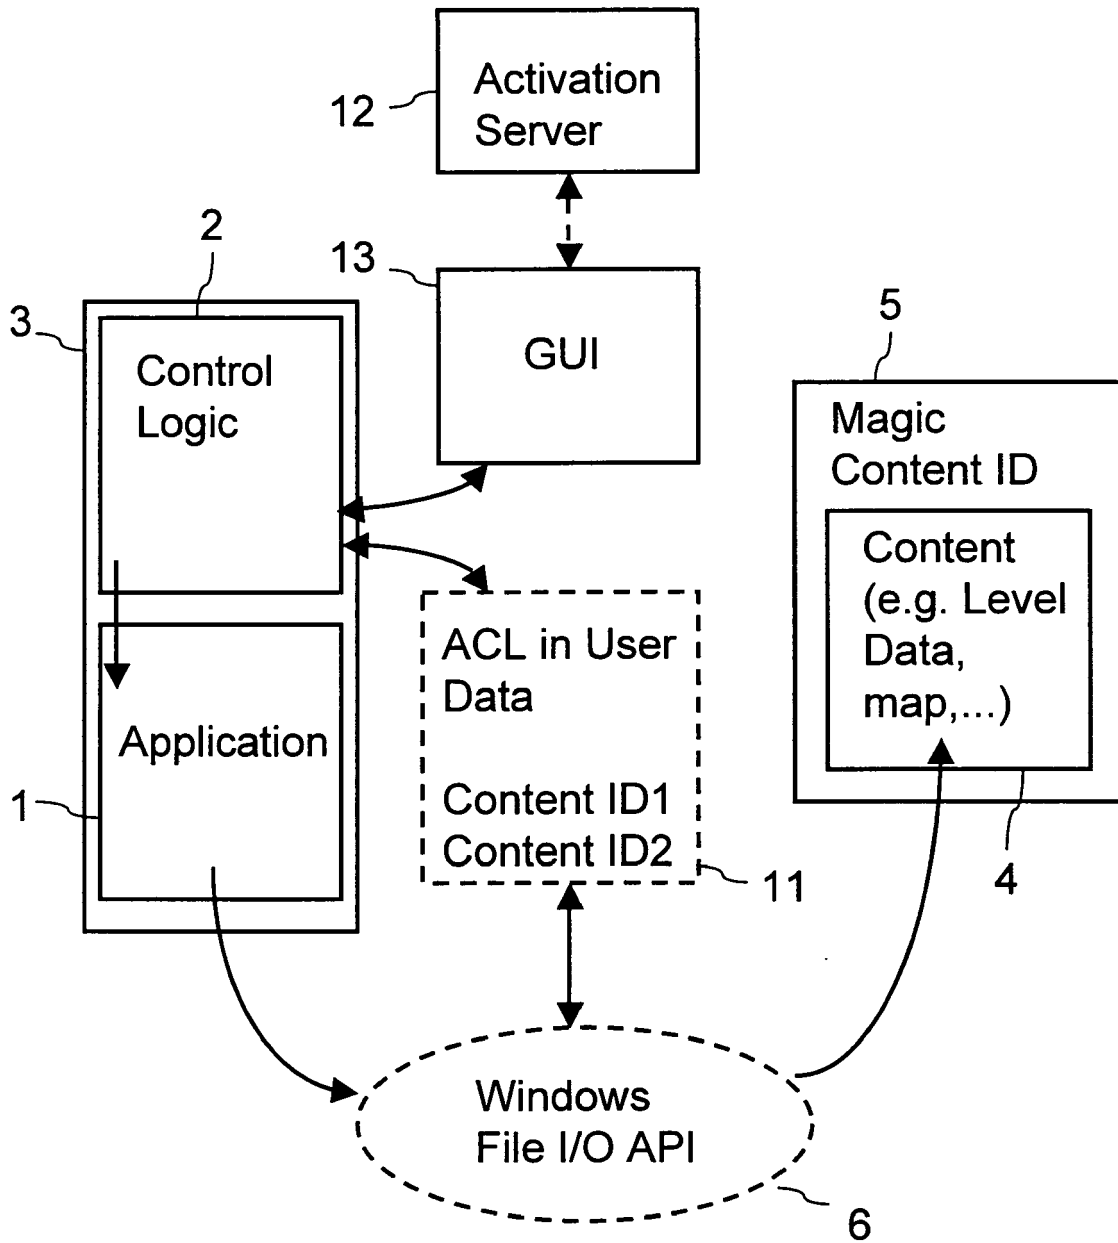 Activation
Server
12
2
13
GUI
3
Control
Logic
5
Magic
Content ID
Content
(e.g. Level
Data,
map,...)
ACL in User
Data
Application
1
Content ID1
Content ID2
11
4
Windows
File I/O API
6